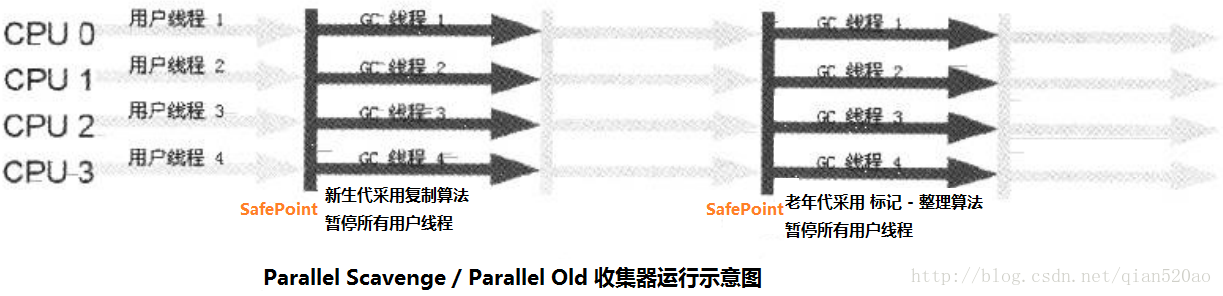 CPU 0 用户线程 1 GC 线程 1 GC 线程 1
CPU 1 用户线程 2 GC 线程 2 GC 线程 2
CPU 2 用户线程 3 GC 线程 3 GC 线程 3
CPU 3 用户线程 4 GC 线程 4 GC 线程 4
SafePoint 新生代采用复制算法
暂停所有用户线程
SafePoint 老年代采用 标记 - 整理算法
暂停所有用户线程
Parallel Scavenge / Parallel Old 收集器运行示意图
http://blog.csdn.net/qian520ao